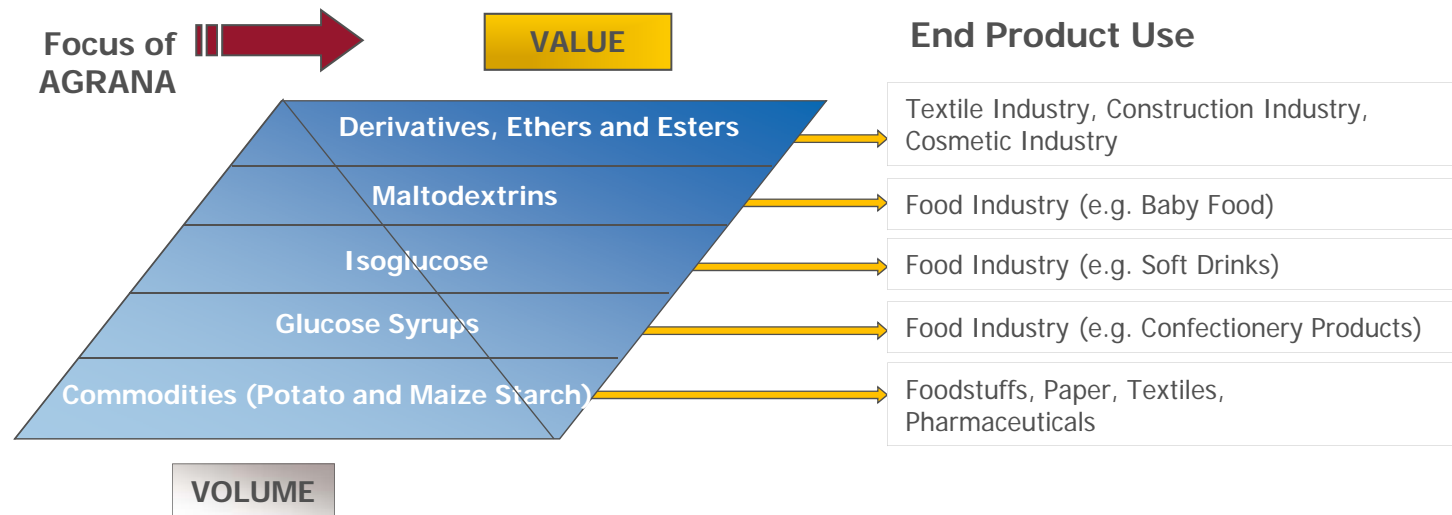 Focus of
AGRANA
VALUE
End Product Use
Derivatives, Ethers and Esters
Textile Industry, Construction Industry,
Cosmetic Industry
Maltodextrins
Food Industry (e.g. Baby Food)
Isoglucose
Food Industry (e.g. Soft Drinks)
Glucose Syrups
Food Industry (e.g. Confectionery Products)
Commodities (Potato and Maize Starch)
Foodstuffs, Paper, Textiles,
Pharmaceuticals
VOLUME